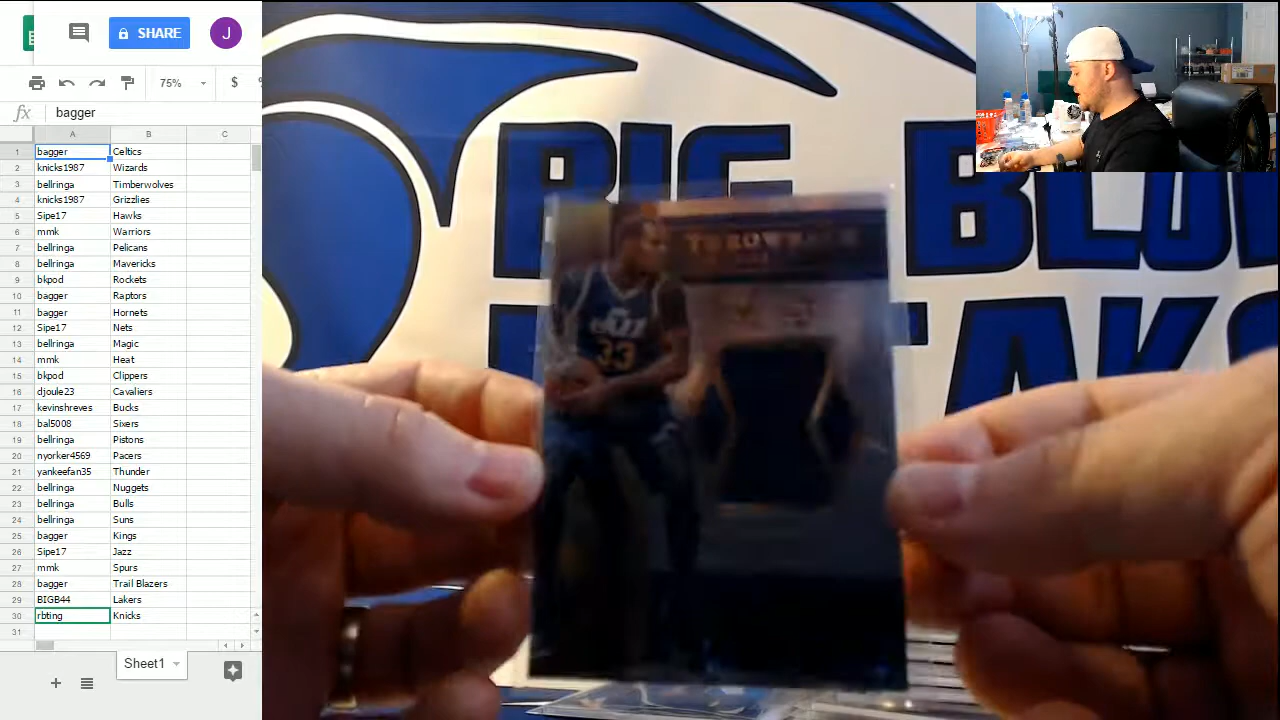 J
SHARE
75%
$
%
fx bagger
A B C
1 bagger Celtics
2 knicks1987 Wizards
3 bellringa Timberwolves
4 knicks1987 Grizzlies
5 Sipe17 Hawks
6 mmk Warriors
7 bellringa Pelicans
8 bellringa Mavericks
9 bkpod Rockets
10 bagger Raptors
11 bagger Hornets
12 Sipe17 Nets
13 bellringa Magic
14 mmk Heat
15 bkpod Clippers
16 djoule23 Cavaliers
17 kevinshreves Bucks
18 bal5008 Sixers
19 bellringa Pistons
20 nyorker4569 Pacers
21 yankeefan35 Thunder
22 bellringa Nuggets
23 bellringa Bulls
24 bellringa Suns
25 bagger Kings
26 Sipe17 Jazz
27 mmk Spurs
28 bagger Trail Blazers
29 BIGB44 Lakers
30 rbting Knicks
31
Sheet1
BIG BLU
AK
THROWBACK
33